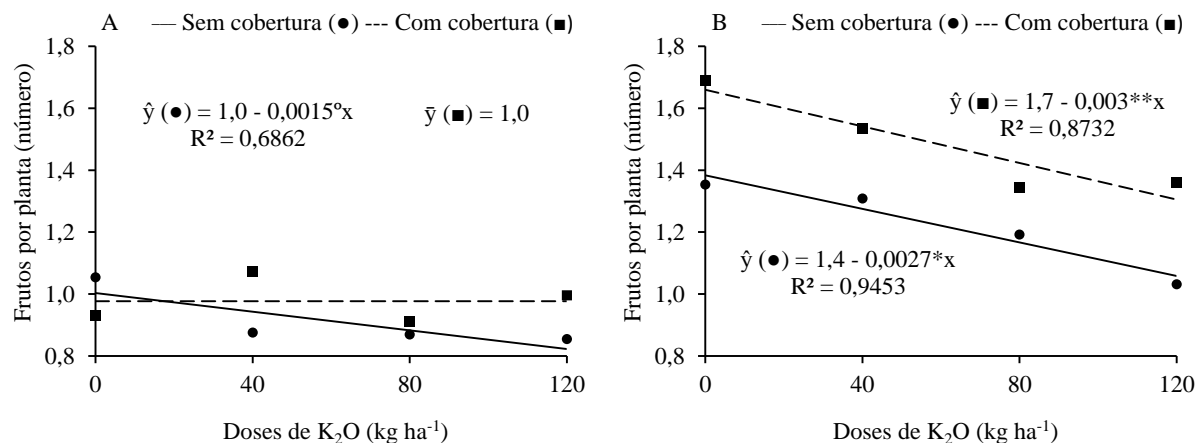 A — Sem cobertura (●) --- Com cobertura (■)
1,8
1,6
1,4
1,2
1,0
0,8
Frutos por planta (número)
ŷ (●) = 1,0 - 0,0015ºx
R² = 0,6862
ȳ (■) = 1,0
0
40
80
120
Doses de K₂O (kg ha⁻¹)
B — Sem cobertura (●) --- Com cobertura (■)
1,8
1,6
1,4
1,2
1,0
0,8
Frutos por planta (número)
ŷ (■) = 1,7 - 0,003**x
R² = 0,8732
ŷ (●) = 1,4 - 0,0027*x
R² = 0,9453
0
40
80
120
Doses de K₂O (kg ha⁻¹)